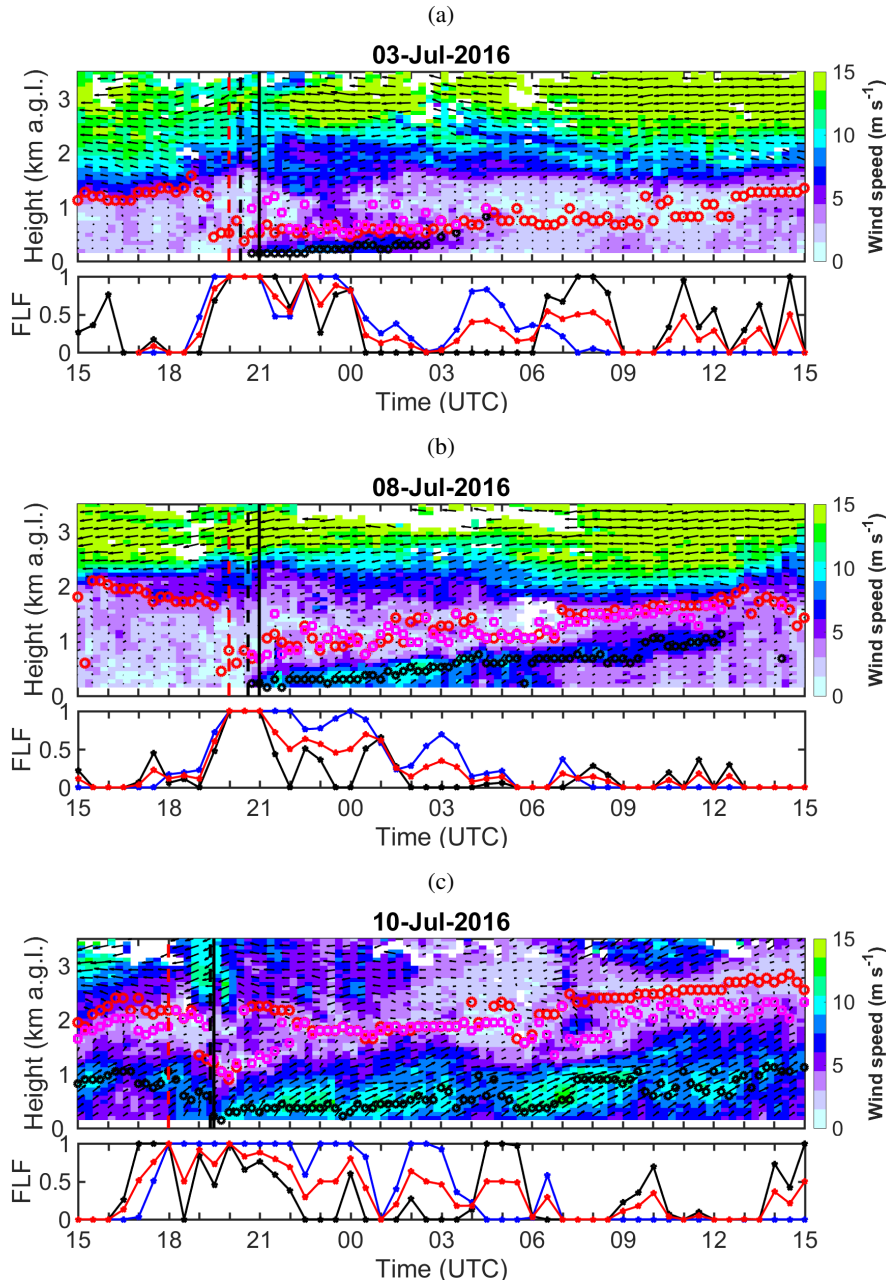 (a)
03-Jul-2016
Height (km a.g.l.)
3
2
1
0
15
10
5
0
Wind speed (m s-1)
FLF
1
0.5
0
15 18 21 00 03 06 09 12 15
Time (UTC)
(b)
08-Jul-2016
Height (km a.g.l.)
3
2
1
0
15
10
5
0
Wind speed (m s-1)
FLF
1
0.5
0
15 18 21 00 03 06 09 12 15
Time (UTC)
(c)
10-Jul-2016
Height (km a.g.l.)
3
2
1
0
15
10
5
0
Wind speed (m s-1)
FLF
1
0.5
0
15 18 21 00 03 06 09 12 15
Time (UTC)